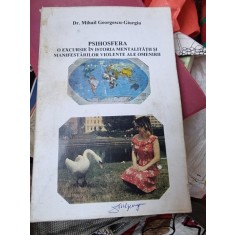 Dr. Mihail Georgescu Giurgiu
PSIHOSFERA
O EXCURSIE ÎN ISTORIA MENTALITĂȚII ȘI
MANIFESTĂRILOR VIOLENTE ALE OMENIRII